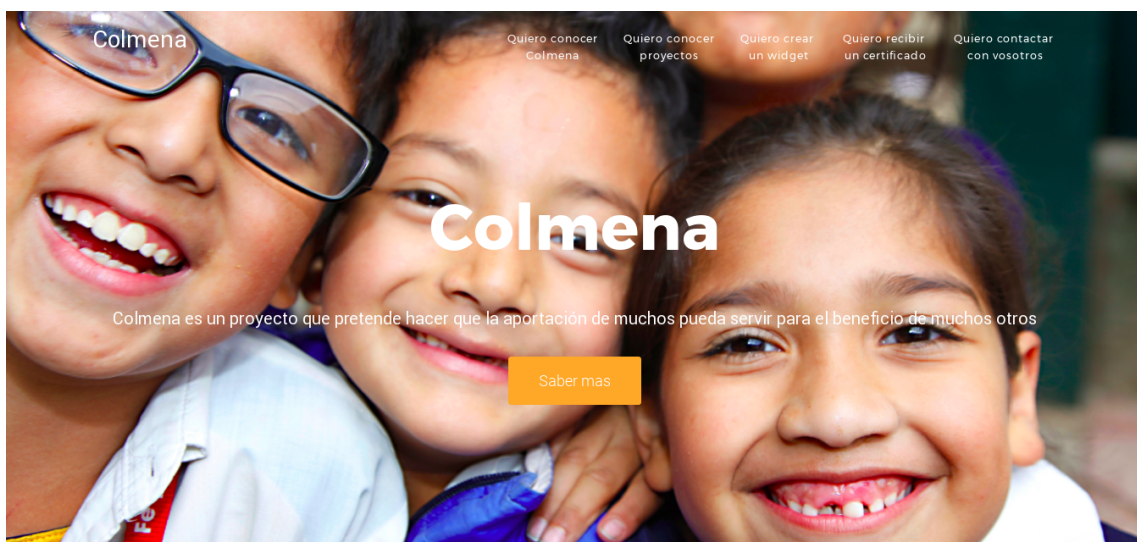 Colmena
Quiero conocer
Colmena
Quiero conocer
proyectos
Quiero crear
un widget
Quiero recibir
un certificado
Quiero contactar
con vosotros
Colmena
Colmena es un proyecto que pretende hacer que la aportación de muchos pueda servir para el beneficio de muchos otros
Saber mas
Fe